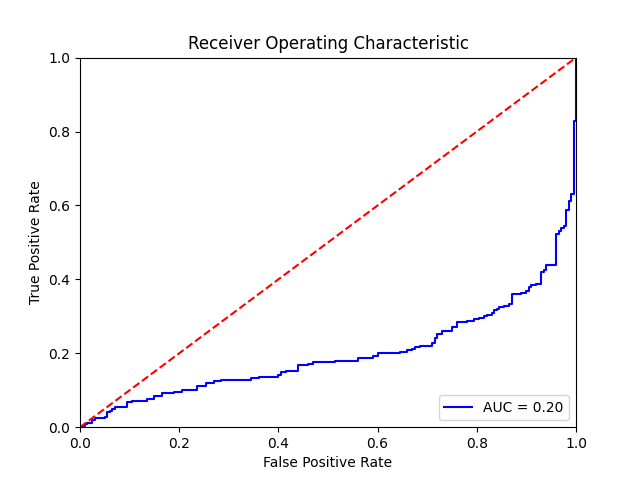 Receiver Operating Characteristic
1.0
0.8
0.6
0.4
0.2
0.0
True Positive Rate
AUC = 0.20
0.0 0.2 0.4 0.6 0.8 1.0
False Positive Rate